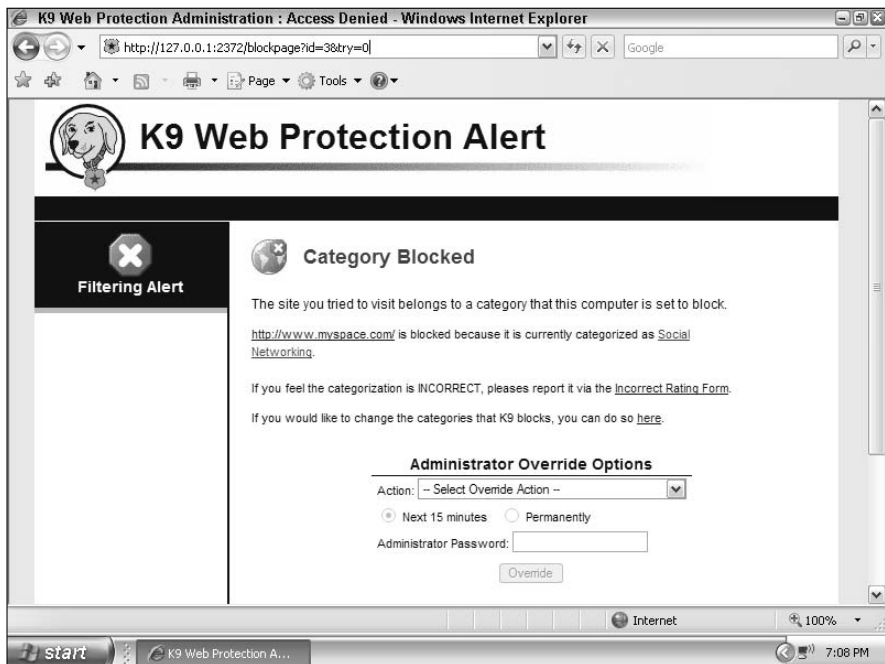 K9 Web Protection Administration : Access Denied - Windows Internet Explorer
http://127.0.0.1:2372/blockpage?id=3&try=0
Google
Page
Tools
K9 Web Protection Alert
Filtering Alert
Category Blocked
The site you tried to visit belongs to a category that this computer is set to block.
http://www.myspace.com/ is blocked because it is currently categorized as Social
Networking.
If you feel the categorization is INCORRECT, pleases report it via the Incorrect Rating Form.
If you would like to change the categories that K9 blocks, you can do so here.
Administrator Override Options
Action: -- Select Override Action --
Next 15 minutes Permanently
Administrator Password:
Override
Internet
100%
start
K9 Web Protection A...
7:08 PM